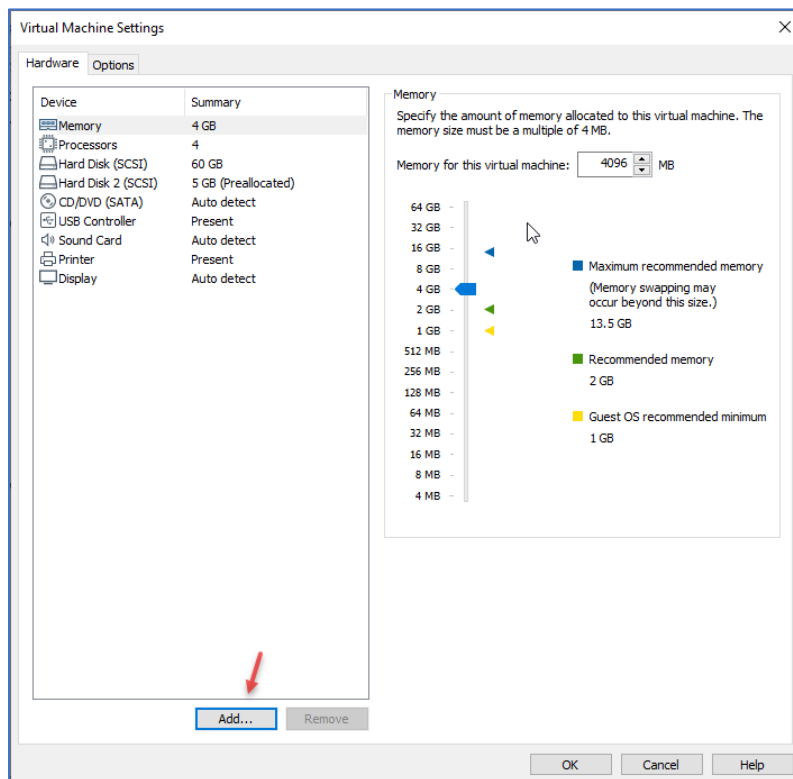 Virtual Machine Settings
Hardware
Options
Device Summary
Memory 4 GB
Processors 4
Hard Disk (SCSI) 60 GB
Hard Disk 2 (SCSI) 5 GB (Preallocated)
CD/DVD (SATA) Auto detect
USB Controller Present
Sound Card Auto detect
Printer Present
Display Auto detect
Add...
Remove
Memory
Specify the amount of memory allocated to this virtual machine. The
memory size must be a multiple of 4 MB.
Memory for this virtual machine: 4096 MB
64 GB
32 GB
16 GB
8 GB
4 GB
2 GB
1 GB
512 MB
256 MB
128 MB
64 MB
32 MB
16 MB
8 MB
4 MB
Maximum recommended memory
(Memory swapping may
occur beyond this size.)
13.5 GB
Recommended memory
2 GB
Guest OS recommended minimum
1 GB
OK
Cancel
Help